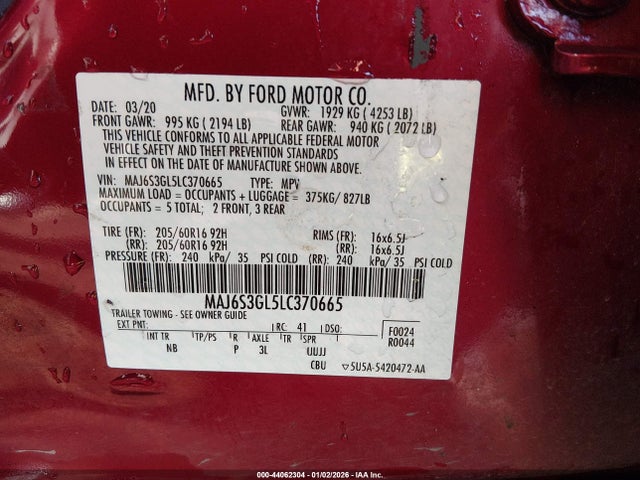 MFD. BY FORD MOTOR CO.
DATE: 03/20 GVWR: 1929 KG ( 4253 LB)
FRONT GAWR: 995 KG ( 2194 LB) REAR GAWR: 940 KG ( 2072 LB)
THIS VEHICLE CONFORMS TO ALL APPLICABLE FEDERAL MOTOR
VEHICLE SAFETY AND THEFT PREVENTION STANDARDS
IN EFFECT ON THE DATE OF MANUFACTURE SHOWN ABOVE.
VIN: MAJ6S3GL5LC370665 TYPE: MPV
MAXIMUM LOAD = OCCUPANTS + LUGGAGE = 375KG/ 827LB
OCCUPANTS = 5 TOTAL; 2 FRONT, 3 REAR
TIRE (FR): 205/60R16 92H RIMS (FR): 16x6.5J
(RR): 205/60R16 92H (RR): 16x6.5J
PRESSURE (FR): 240 kPa/ 35 PSI COLD (RR): 240 kPa/ 35 PSI COLD
MAJ6S3GL5LC370665
TRAILER TOWING - SEE OWNER GUIDE
EXT PNT: RC: 41 DSO: F0024
R0044
INT TR TP/PS R AXLE TR SPR
NB P 3L UUJJ
CBU ▽5U5A-5420472-AA
000-44062304 | 01/02/2026 | IAA Inc.